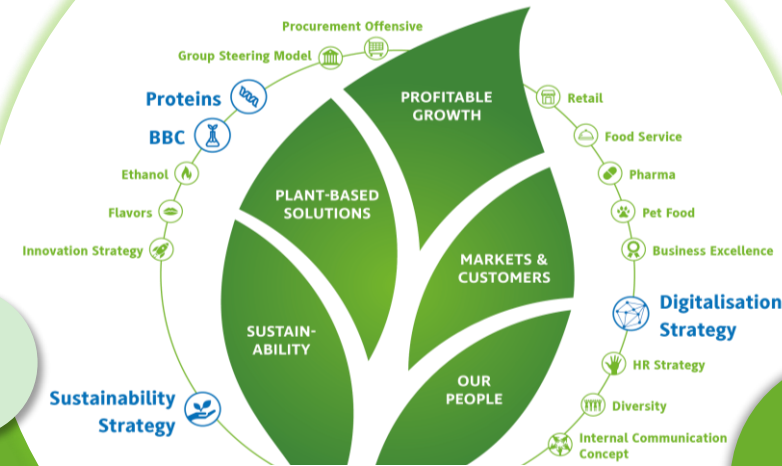 Procurement Offensive
Group Steering Model
Proteins
BBC
Ethanol
Flavors
Innovation Strategy
Sustainability
Strategy
PROFITABLE
GROWTH
PLANT-BASED
SOLUTIONS
MARKETS &
CUSTOMERS
SUSTAIN-
ABILITY
OUR
PEOPLE
Retail
Food Service
Pharma
Pet Food
Business Excellence
Digitalisation
Strategy
HR Strategy
Diversity
Internal Communication
Concept